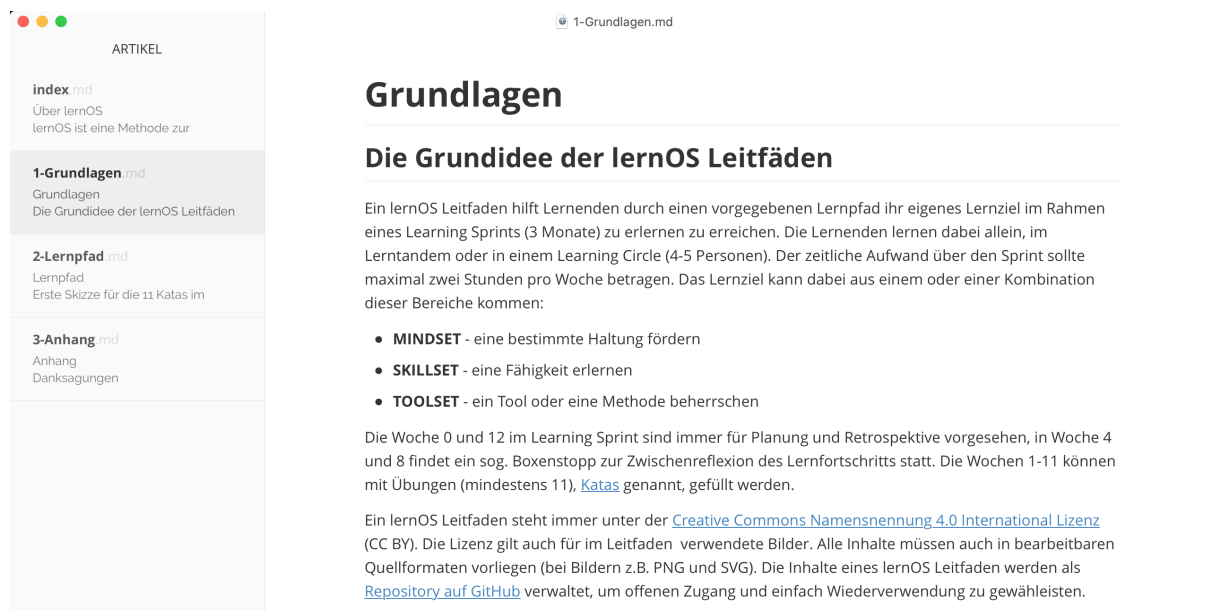 1-Grundlagen.md
ARTIKEL
index.md
Über lernOS
lernOS ist eine Methode zur
1-Grundlagen.md
Grundlagen
Die Grundidee der lernOS Leitfäden
2-Lernpfad.md
Lernpfad
Erste Skizze für die 11 Katas im
3-Anhang.md
Anhang
Danksagungen
Grundlagen
Die Grundidee der lernOS Leitfäden
Ein lernOS Leitfaden hilft Lernenden durch einen vorgegebenen Lernpfad ihr eigenes Lernziel im Rahmen
eines Learning Sprints (3 Monate) zu erlernen zu erreichen. Die Lernenden lernen dabei allein, im
Lerntandem oder in einem Learning Circle (4-5 Personen). Der zeitliche Aufwand über den Sprint sollte
maximal zwei Stunden pro Woche betragen. Das Lernziel kann dabei aus einem oder einer Kombination
dieser Bereiche kommen:
• MINDSET - eine bestimmte Haltung fördern
• SKILLSET - eine Fähigkeit erlernen
• TOOLSET - ein Tool oder eine Methode beherrschen
Die Woche 0 und 12 im Learning Sprint sind immer für Planung und Retrospektive vorgesehen, in Woche 4
und 8 findet ein sog. Boxenstopp zur Zwischenreflexion des Lernfortschritts statt. Die Wochen 1-11 können
mit Übungen (mindestens 11), Katas genannt, gefüllt werden.
Ein lernOS Leitfaden steht immer unter der Creative Commons Namensnennung 4.0 International Lizenz
(CC BY). Die Lizenz gilt auch für im Leitfaden verwendete Bilder. Alle Inhalte müssen auch in bearbeitbaren
Quellformaten vorliegen (bei Bildern z.B. PNG und SVG). Die Inhalte eines lernOS Leitfaden werden als
Repository auf GitHub verwaltet, um offenen Zugang und einfach Wiederverwendung zu gewähleisten.